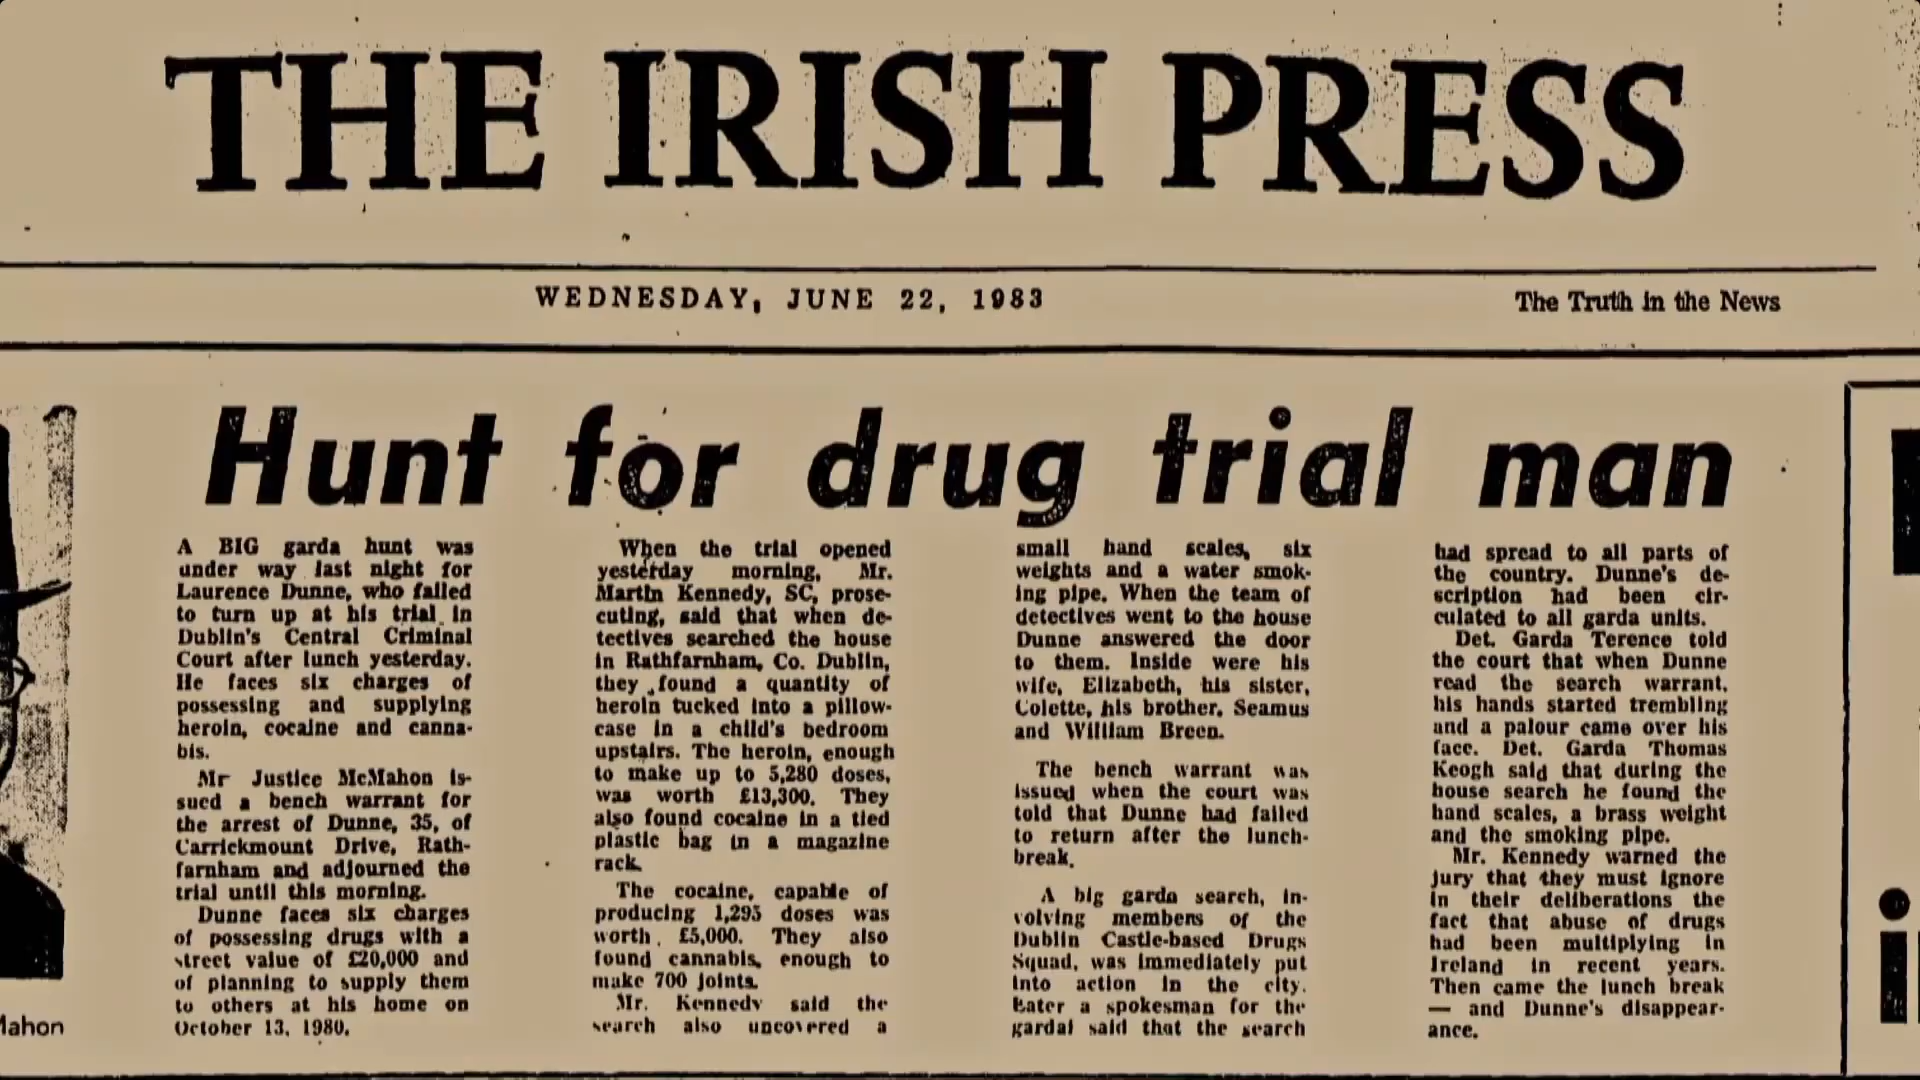 THE IRISH PRESS
WEDNESDAY, JUNE 22, 1983
The Truth in the News
Hunt for drug trial man
A BIG garda hunt was
under way last night for
Laurence Dunne, who failed
to turn up at his trial in
Dublin's Central Criminal
Court after lunch yesterday.
He faces six charges of
possessing and supplying
heroin, cocaine and canna-
bis.
Mr Justice McMahon is-
sued a bench warrant for
the arrest of Dunne, 35, of
Carrickmount Drive, Rath-
farnham and adjourned the
trial until this morning.
Dunne faces six charges
of possessing drugs with a
street value of £20,000 and
of planning to supply them
to others at his home on
October 13, 1980.
When the trial opened
yesterday morning, Mr.
Martin Kennedy, SC, prose-
cuting, said that when de-
tectives searched the house
in Rathfarnham, Co. Dublin,
they found a quantity of
heroin tucked into a pillow-
case in a child's bedroom
upstairs. The heroin, enough
to make up to 5,280 doses,
was worth £13,300. They
also found cocaine in a tied
plastic bag in a magazine
rack.
The cocaine, capable of
producing 1,295 doses was
worth £5,000. They also
found cannabis, enough to
make 700 joints.
Mr. Kennedy said the
search also uncovered a
small hand scales, six
weights and a water smok-
ing pipe. When the team of
detectives went to the house
Dunne answered the door
to them. Inside were his
wife, Elizabeth, his sister,
Colette, his brother, Seamus
and William Breen.
The bench warrant was
issued when the court was
told that Dunne had failed
to return after the lunch-
break.
A big garda search, in-
volving members of the
Dublin Castle-based Drugs
Squad, was immediately put
into action in the city.
Later a spokesman for the
gardai said that the search
had spread to all parts of
the country. Dunne's de-
scription had been cir-
culated to all garda units.
Det. Garda Terence told
the court that when Dunne
read the search warrant,
his hands started trembling
and a palour came over his
face. Det. Garda Thomas
Keogh said that during the
house search he found the
hand scales, a brass weight
and the smoking pipe.
Mr. Kennedy warned the
jury that they must ignore
in their deliberations the
fact that abuse of drugs
had been multiplying in
Ireland in recent years.
Then came the lunch break
— and Dunne's disappear-
ance.
Mahon